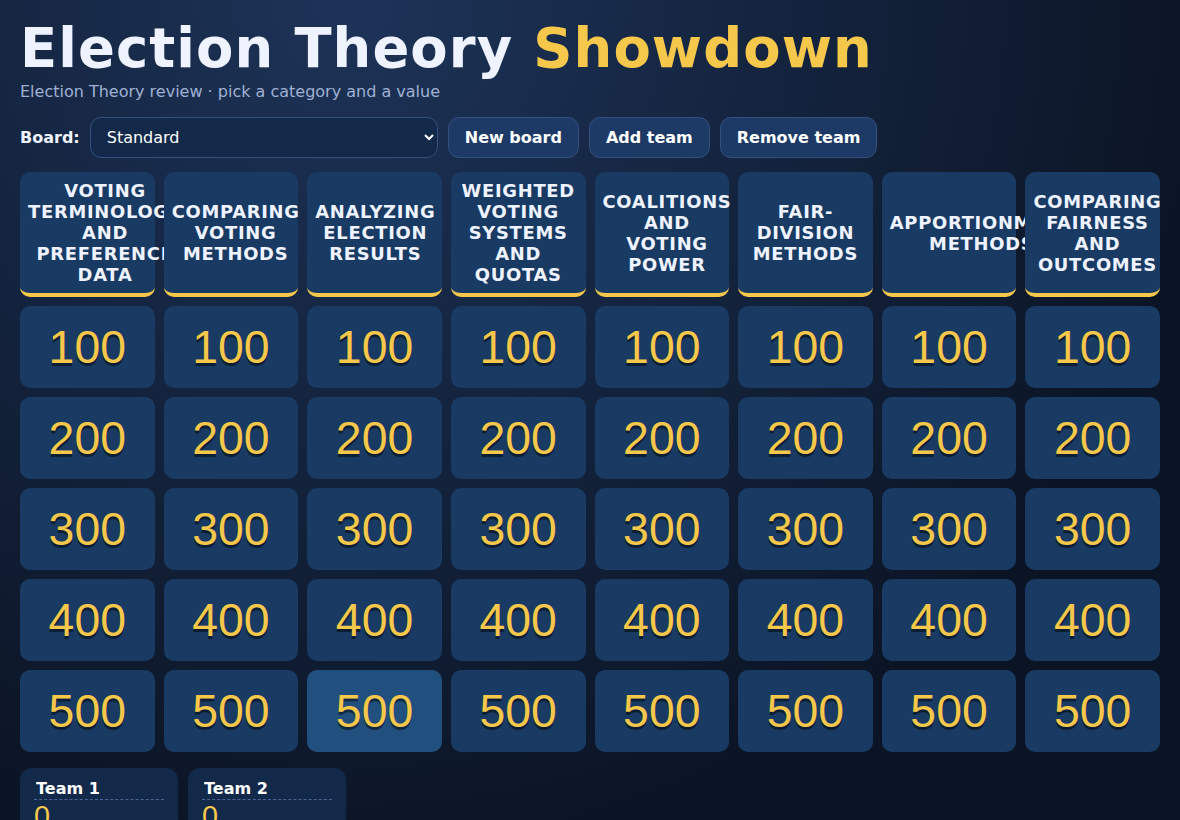 Election Theory Showdown
Election Theory review · pick a category and a value
Board:
Standard
New board
Add team
Remove team
VOTING
TERMINOLOG
AND
PREFERENC
DATA
COMPARING
VOTING
METHODS
ANALYZING
ELECTION
RESULTS
WEIGHTED
VOTING
SYSTEMS
AND
QUOTAS
COALITIONS
AND
VOTING
POWER
FAIR-
DIVISION
METHODS
APPORTIONM
METHODS
COMPARING
FAIRNESS
AND
OUTCOMES
100 100 100 100 100 100 100 100
200 200 200 200 200 200 200 200
300 300 300 300 300 300 300 300
400 400 400 400 400 400 400 400
500 500 500 500 500 500 500 500
Team 1
0
Team 2
0